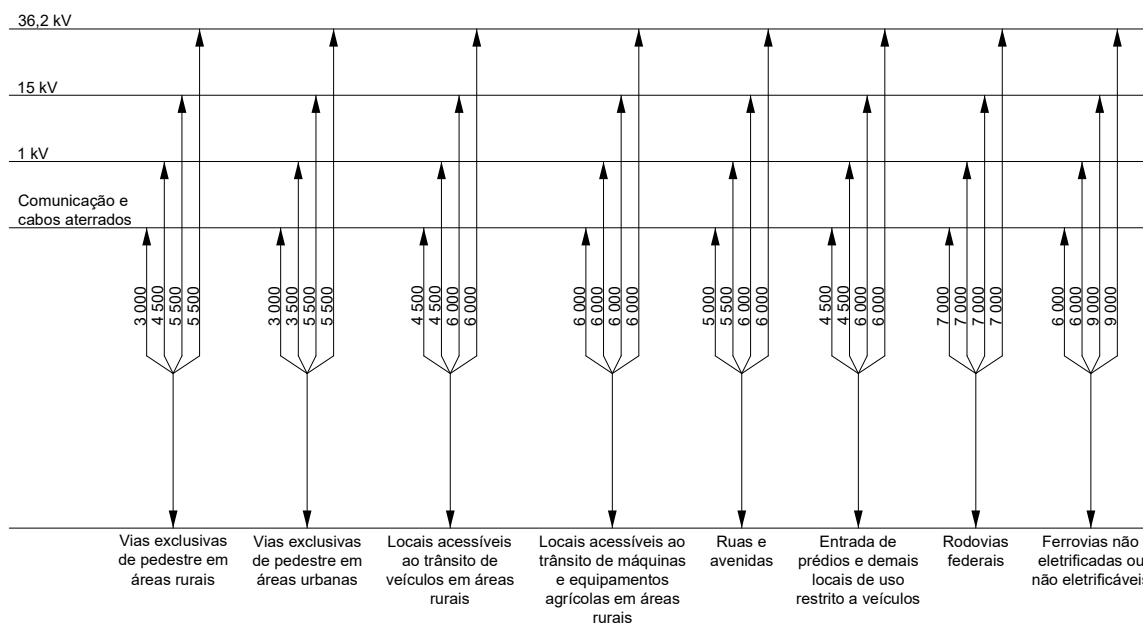 36,2 kV
15 kV
1 kV
Comunicação e
cabos aterrados
3 000
4 500
5 500
5 500
3 000
3 500
5 500
5 500
4 500
4 500
6 000
6 000
6 000
6 000
6 000
6 000
5 000
5 500
6 000
6 000
4 500
4 500
6 000
6 000
7 000
7 000
7 000
7 000
6 000
6 000
9 000
9 000
Vias exclusivas
de pedestre em
áreas rurais
Vias exclusivas
de pedestre em
áreas urbanas
Locais acessíveis
ao trânsito de
veículos em áreas
rurais
Locais acessíveis ao
trânsito de máquinas
e equipamentos
agrícolas em áreas
rurais
Ruas e
avenidas
Entrada de
prédios e demais
locais de uso
restrito a veículos
Rodovias
federais
Ferrovias não
eletrificadas ou
não eletrificáveis